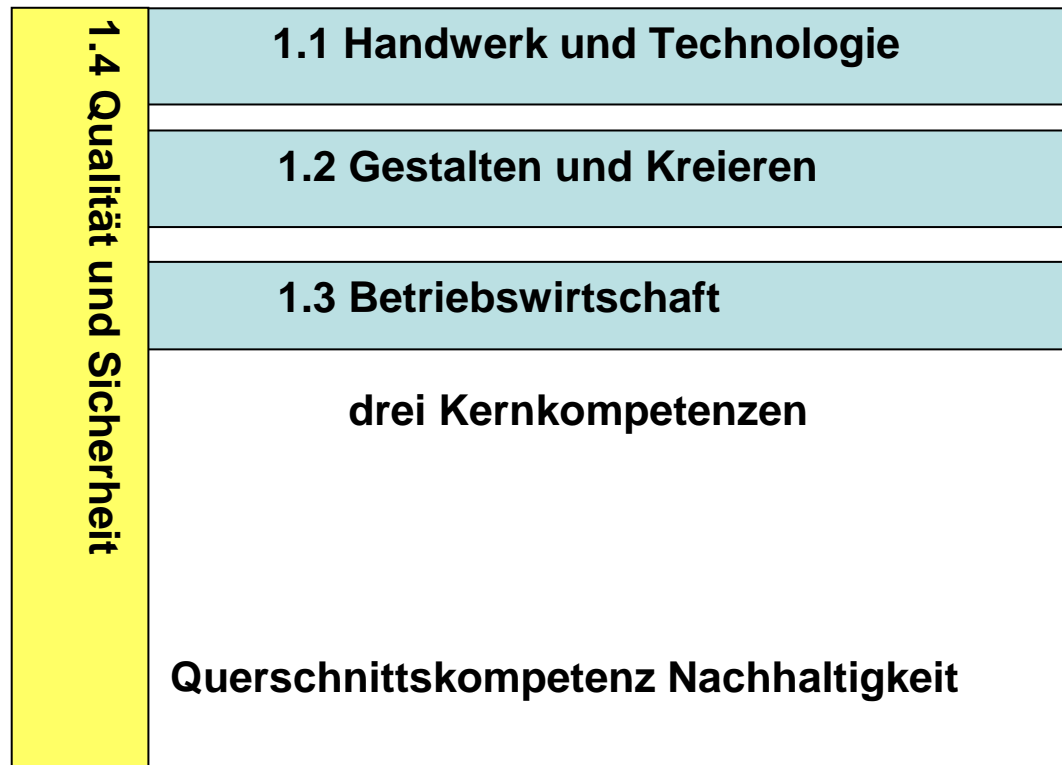 1.4 Qualität und Sicherheit
1.1 Handwerk und Technologie
1.2 Gestalten und Kreieren
1.3 Betriebswirtschaft
drei Kernkompetenzen
Querschnittskompetenz Nachhaltigkeit